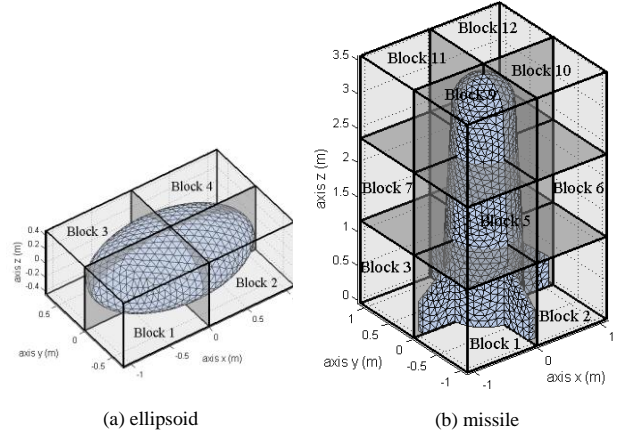 Block 4
Block 3
Block 2
Block 1
axis z (m)
0.4
0.2
0
-0.2
-0.4
0.5
0
-0.5
axis y (m)
-1
-0.5
0
0.5
axis x (m)
(a) ellipsoid
Block 12
Block 11
Block 10
Block 9
Block 7
Block 6
Block 5
Block 3
Block 2
Block 1
axis z (m)
3.5
3
2.5
2
1.5
1
0.5
0
1
0.5
0
-0.5
-1
axis y (m)
-1
0
1
axis x (m)
(b) missile